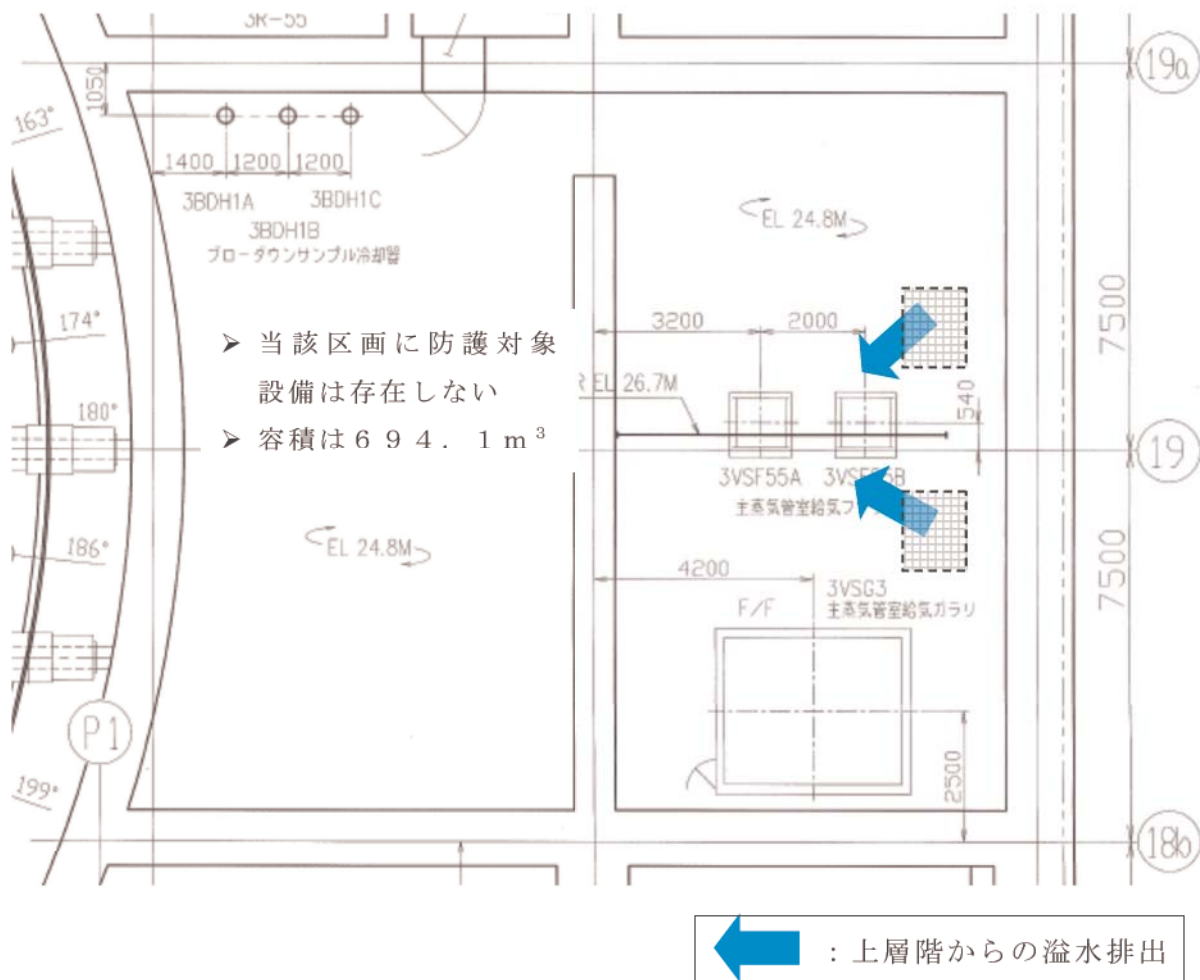 3R-55
19a
1050
163°
1400 1200 1200
3BDH1A 3BDH1C
3BDH1B
ブローダウンサンプル冷却器
EL 24.8M
174°
3200 2000
7500
➤ 当該区画に防護対象
設備は存在しない
➤ 容積は694.1m³
EL 26.7M
540
180°
19
3VSF55A 3VSF55B
主蒸気管室給気フ
186°
EL 24.8M
4200
7500
3VSG3
主蒸気管室給気ガラリ
F/F
P1
2500
199°
18b
：上層階からの溢水排出